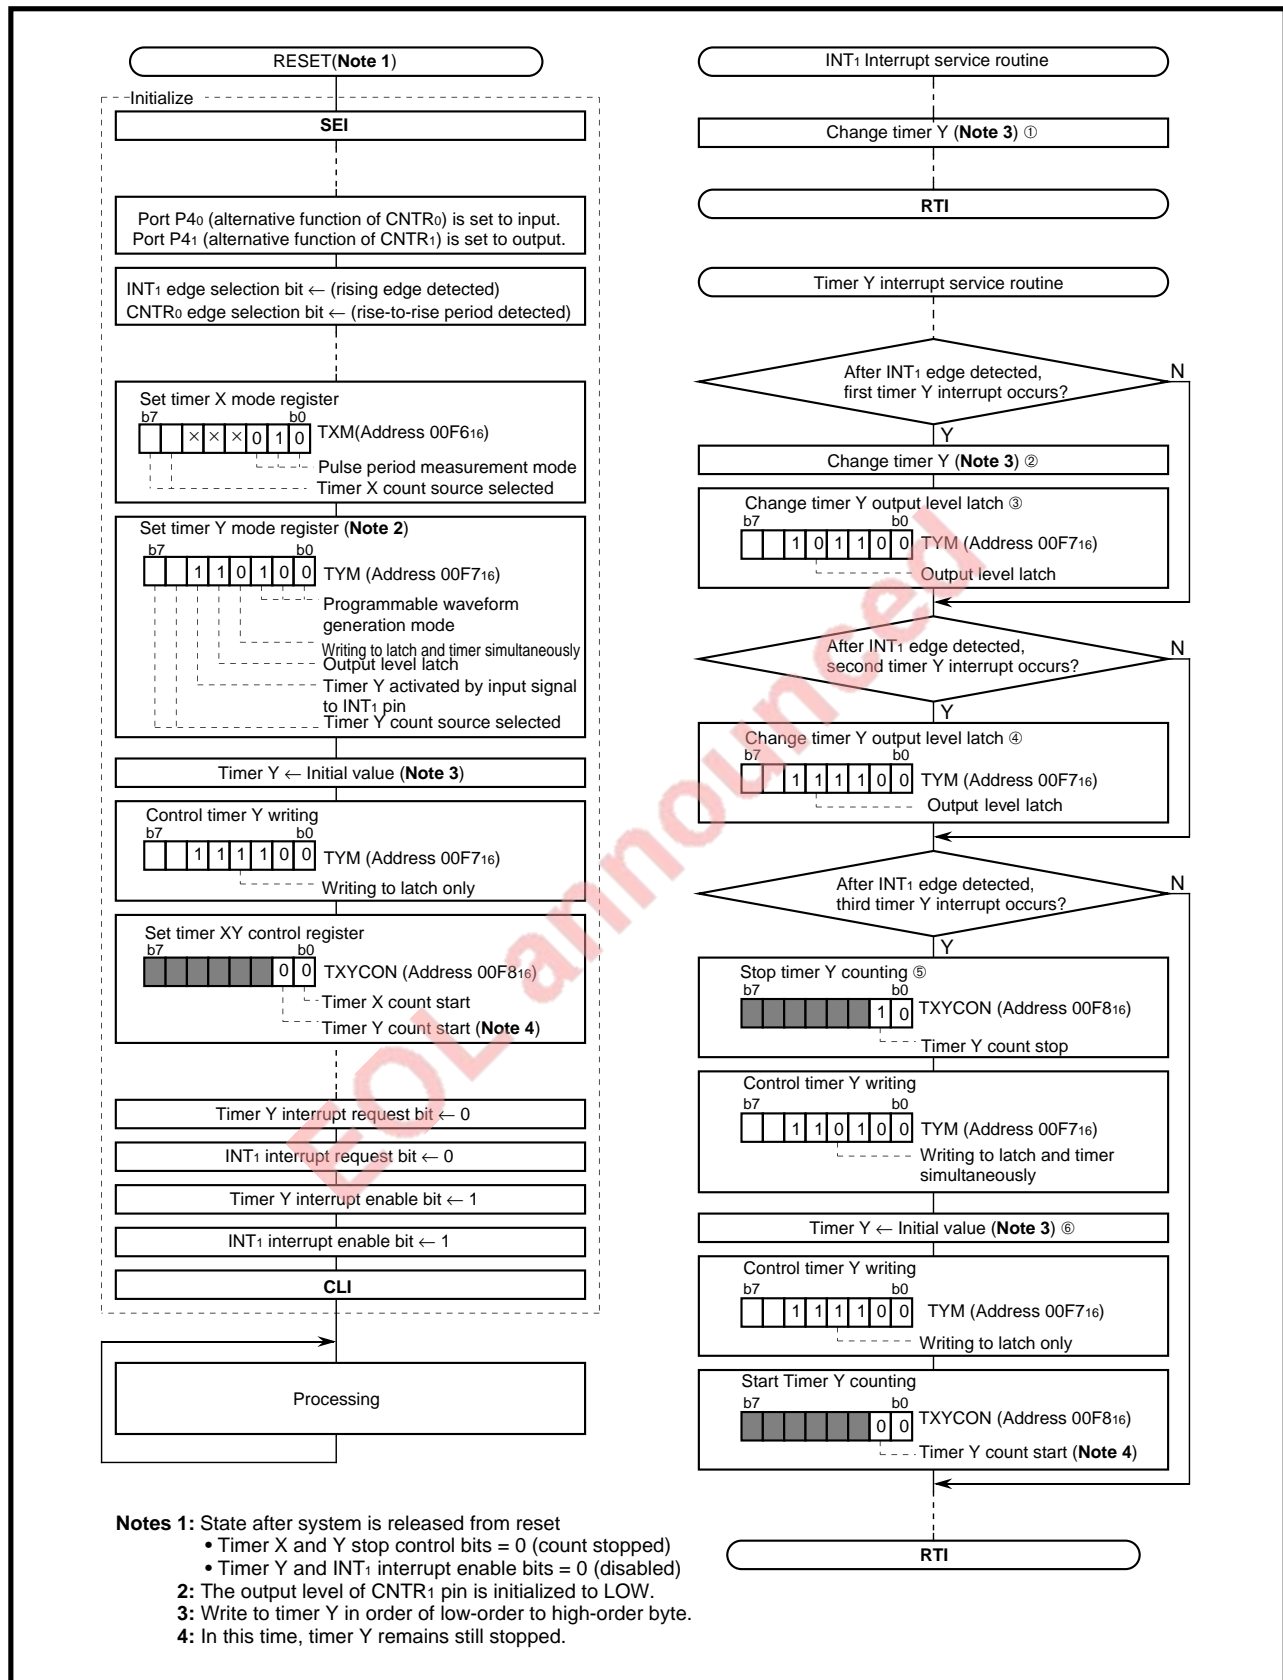 RESET(Note 1)
Initialize
SEI
Port P4₀ (alternative function of CNTR₀) is set to input.
Port P4₁ (alternative function of CNTR₁) is set to output.
INT₁ edge selection bit ← (rising edge detected)
CNTR₀ edge selection bit ← (rise-to-rise period detected)
Set timer X mode register
b7 b0
× × × 0 1 0 TXM(Address 00F6₁₆)
Pulse period measurement mode
Timer X count source selected
Set timer Y mode register (Note 2)
b7 b0
1 1 0 1 0 0 TYM (Address 00F7₁₆)
Programmable waveform
generation mode
Writing to latch and timer simultaneously
Output level latch
Timer Y activated by input signal
to INT₁ pin
Timer Y count source selected
Timer Y ← Initial value (Note 3)
Control timer Y writing
b7 b0
1 1 1 1 0 0 TYM (Address 00F7₁₆)
Writing to latch only
Set timer XY control register
b7 b0
0 0 TXYCON (Address 00F8₁₆)
Timer X count start
Timer Y count start (Note 4)
Timer Y interrupt request bit ← 0
INT₁ interrupt request bit ← 0
Timer Y interrupt enable bit ← 1
INT₁ interrupt enable bit ← 1
CLI
Processing
INT₁ Interrupt service routine
Change timer Y (Note 3) ①
RTI
Timer Y interrupt service routine
After INT₁ edge detected,
first timer Y interrupt occurs?
N
Y
Change timer Y (Note 3) ②
Change timer Y output level latch ③
b7 b0
1 0 1 1 0 0 TYM (Address 00F7₁₆)
Output level latch
After INT₁ edge detected,
second timer Y interrupt occurs?
N
Y
Change timer Y output level latch ④
b7 b0
1 1 1 1 0 0 TYM (Address 00F7₁₆)
Output level latch
After INT₁ edge detected,
third timer Y interrupt occurs?
N
Y
Stop timer Y counting ⑤
b7 b0
1 0 TXYCON (Address 00F8₁₆)
Timer Y count stop
Control timer Y writing
b7 b0
1 1 0 1 0 0 TYM (Address 00F7₁₆)
Writing to latch and timer
simultaneously
Timer Y ← Initial value (Note 3) ⑥
Control timer Y writing
b7 b0
1 1 1 1 0 0 TYM (Address 00F7₁₆)
Writing to latch only
Start Timer Y counting
b7 b0
0 0 TXYCON (Address 00F8₁₆)
Timer Y count start (Note 4)
RTI
EOL announced
Notes 1: State after system is released from reset
• Timer X and Y stop control bits = 0 (count stopped)
• Timer Y and INT₁ interrupt enable bits = 0 (disabled)
2: The output level of CNTR₁ pin is initialized to LOW.
3: Write to timer Y in order of low-order to high-order byte.
4: In this time, timer Y remains still stopped.